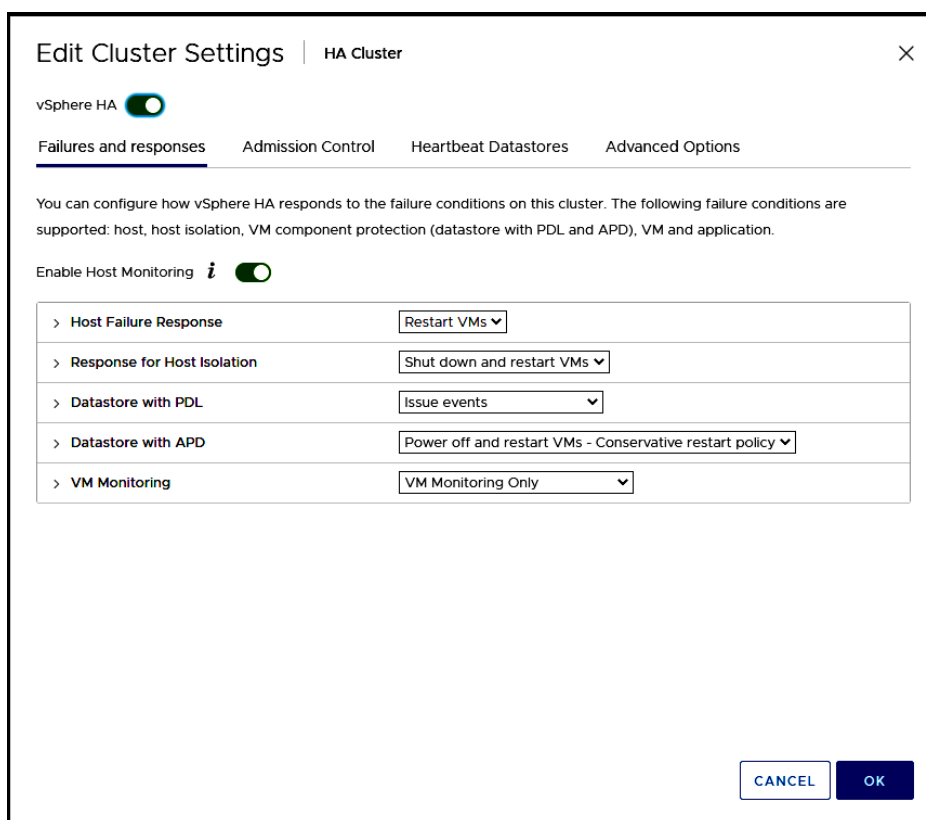 Edit Cluster Settings HA Cluster
vSphere HA
Failures and responses Admission Control Heartbeat Datastores Advanced Options
You can configure how vSphere HA responds to the failure conditions on this cluster. The following failure conditions are
supported: host, host isolation, VM component protection (datastore with PDL and APD), VM and application.
Enable Host Monitoring i
Host Failure Response Restart VMs
Response for Host Isolation Shut down and restart VMs
Datastore with PDL Issue events
Datastore with APD Power off and restart VMs - Conservative restart policy
VM Monitoring VM Monitoring Only
CANCEL OK